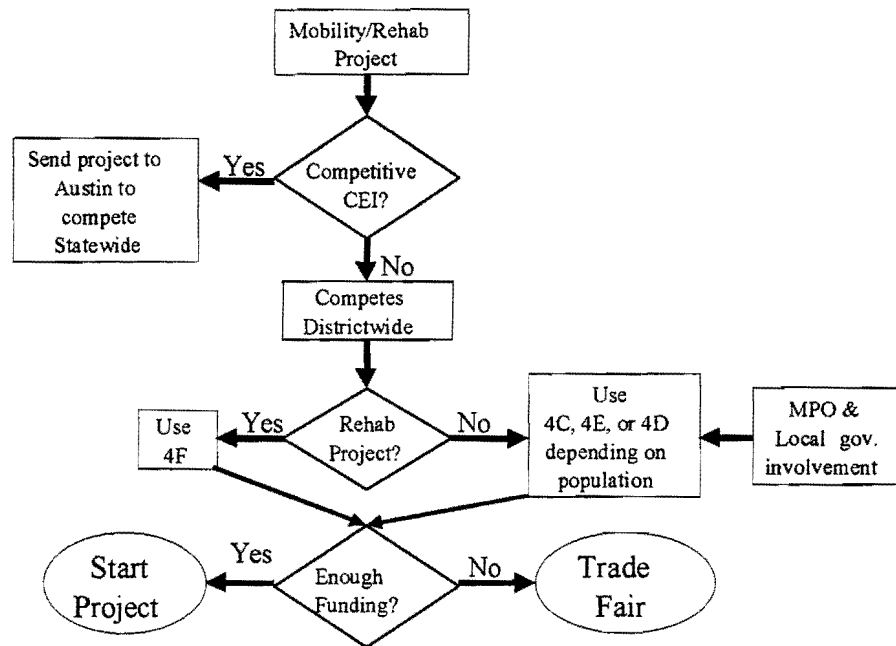 Mobility/Rehab
Project
Yes
Send project to
Austin to
compete
Statewide
Competitive
CEI?
No
Competes
Districtwide
Yes
Rehab
Project?
No
Use
4F
Use
4C, 4E, or 4D
depending on
population
MPO &
Local gov.
involvement
Yes
Start
Project
Enough
Funding?
No
Trade
Fair